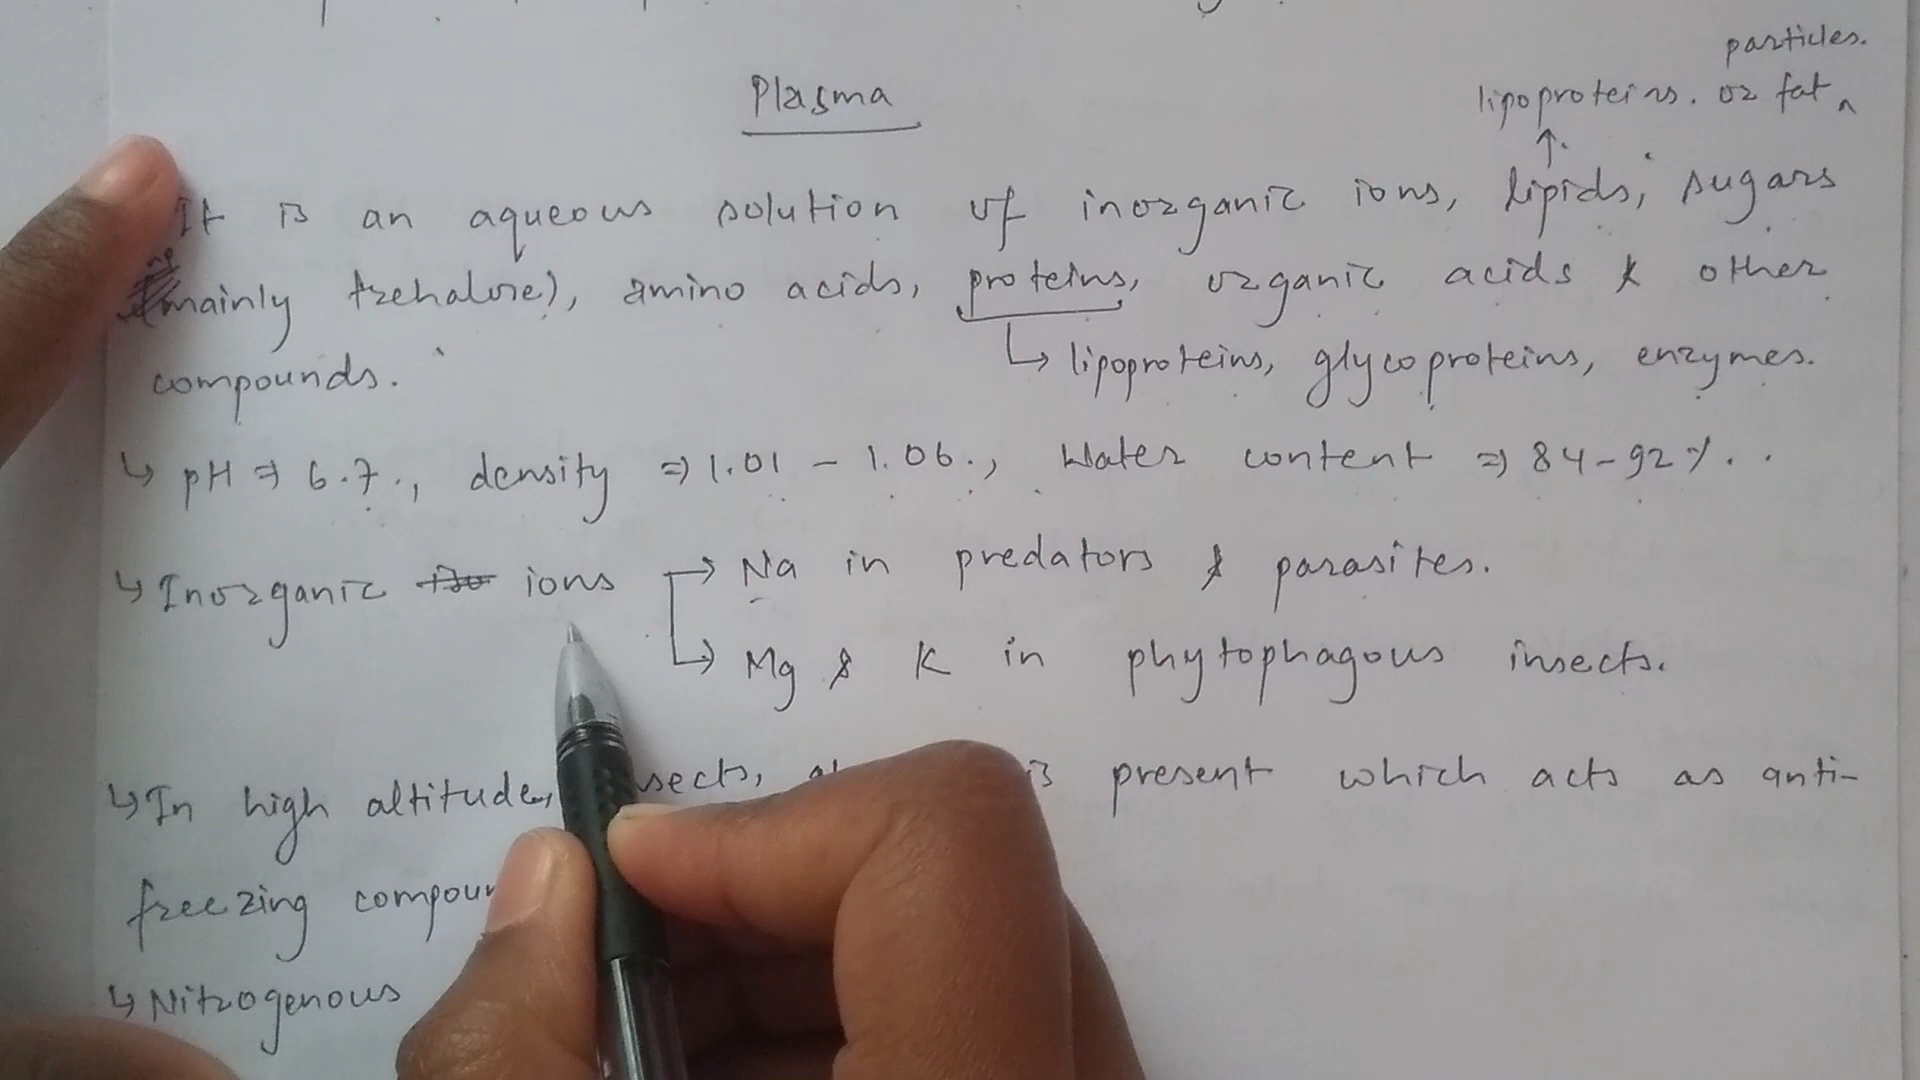 Plasma
particles.
lipoproteins. or fat ^
It is an aqueous solution of inorganic ions, lipids, sugars
(mainly trehalose), amino acids, proteins, organic acids & other
compounds.
↳ lipoproteins, glycoproteins, enzymes.
↳ pH ⇒ 6.7., density ⇒ 1.01 - 1.06., Water content ⇒ 84-92%..
↳ Inorganic ions → Na in predators & parasites.
↳ Mg & K in phytophagous insects.
↳ In high altitude, sects, is present which acts as anti-
freezing compoun
↳ Nitrogenous